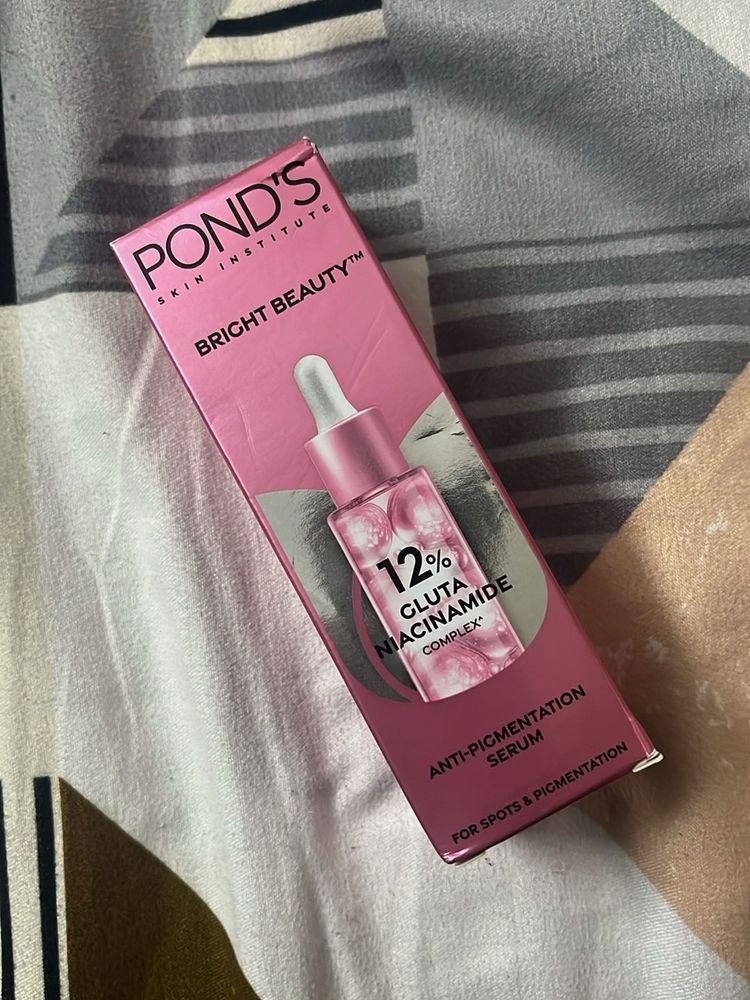 POND'S
SKIN INSTITUTE
BRIGHT BEAUTY™
12%
GLUTA
NIACINAMIDE
COMPLEX^
ANTI-PIGMENTATION
SERUM
FOR SPOTS & PIGMENTATION